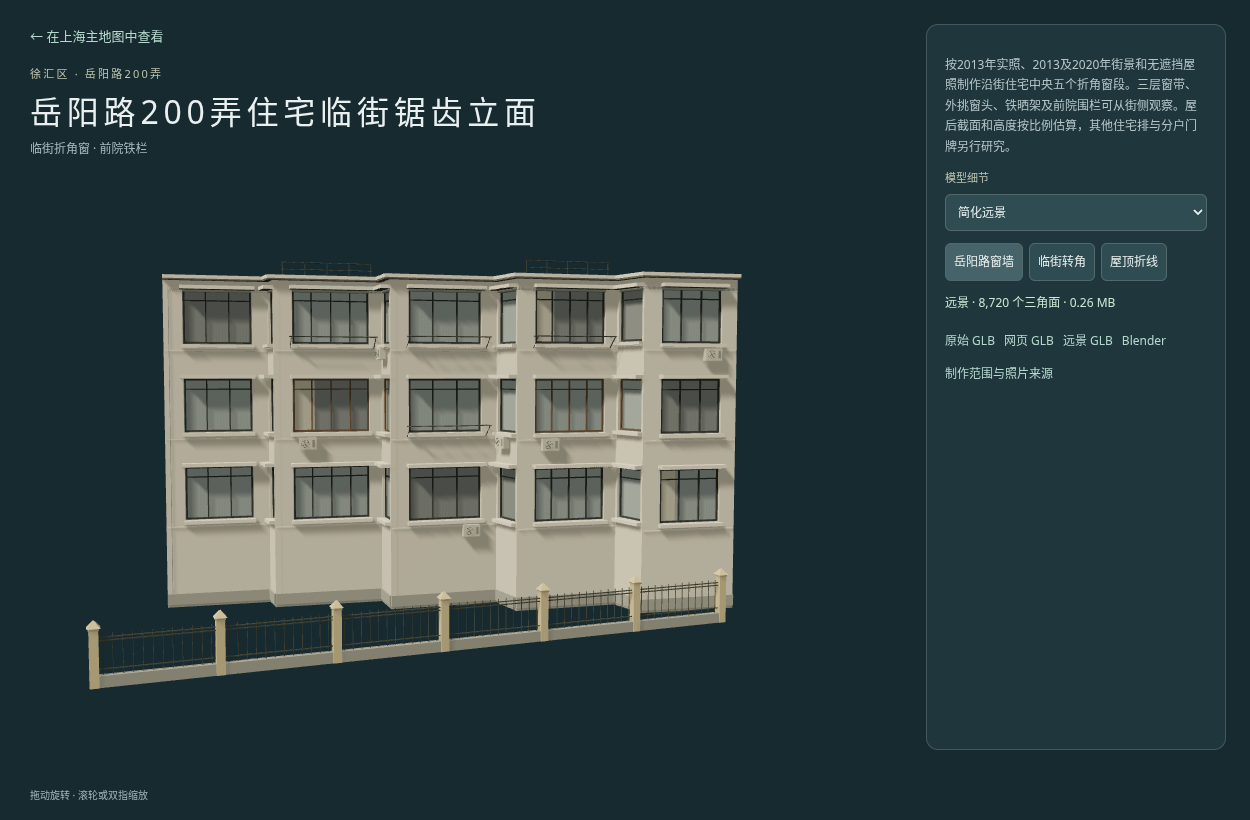 ← 在上海主地图中查看
徐汇区 · 岳阳路200弄
岳阳路200弄住宅临街锯齿立面
临街折角窗 · 前院铁栏
按2013年实照、2013及2020年街景和无遮挡屋
照制作沿街住宅中央五个折角窗段。三层窗带、
外挑窗头、铁晒架及前院围栏可从街侧观察。屋
后截面和高度按比例估算，其他住宅排与分户门
牌另行研究。
模型细节
简化远景
岳阳路窗墙 临街转角 屋顶折线
远景 · 8,720 个三角面 · 0.26 MB
原始 GLB 网页 GLB 远景 GLB Blender
制作范围与照片来源
拖动旋转 · 滚轮或双指缩放